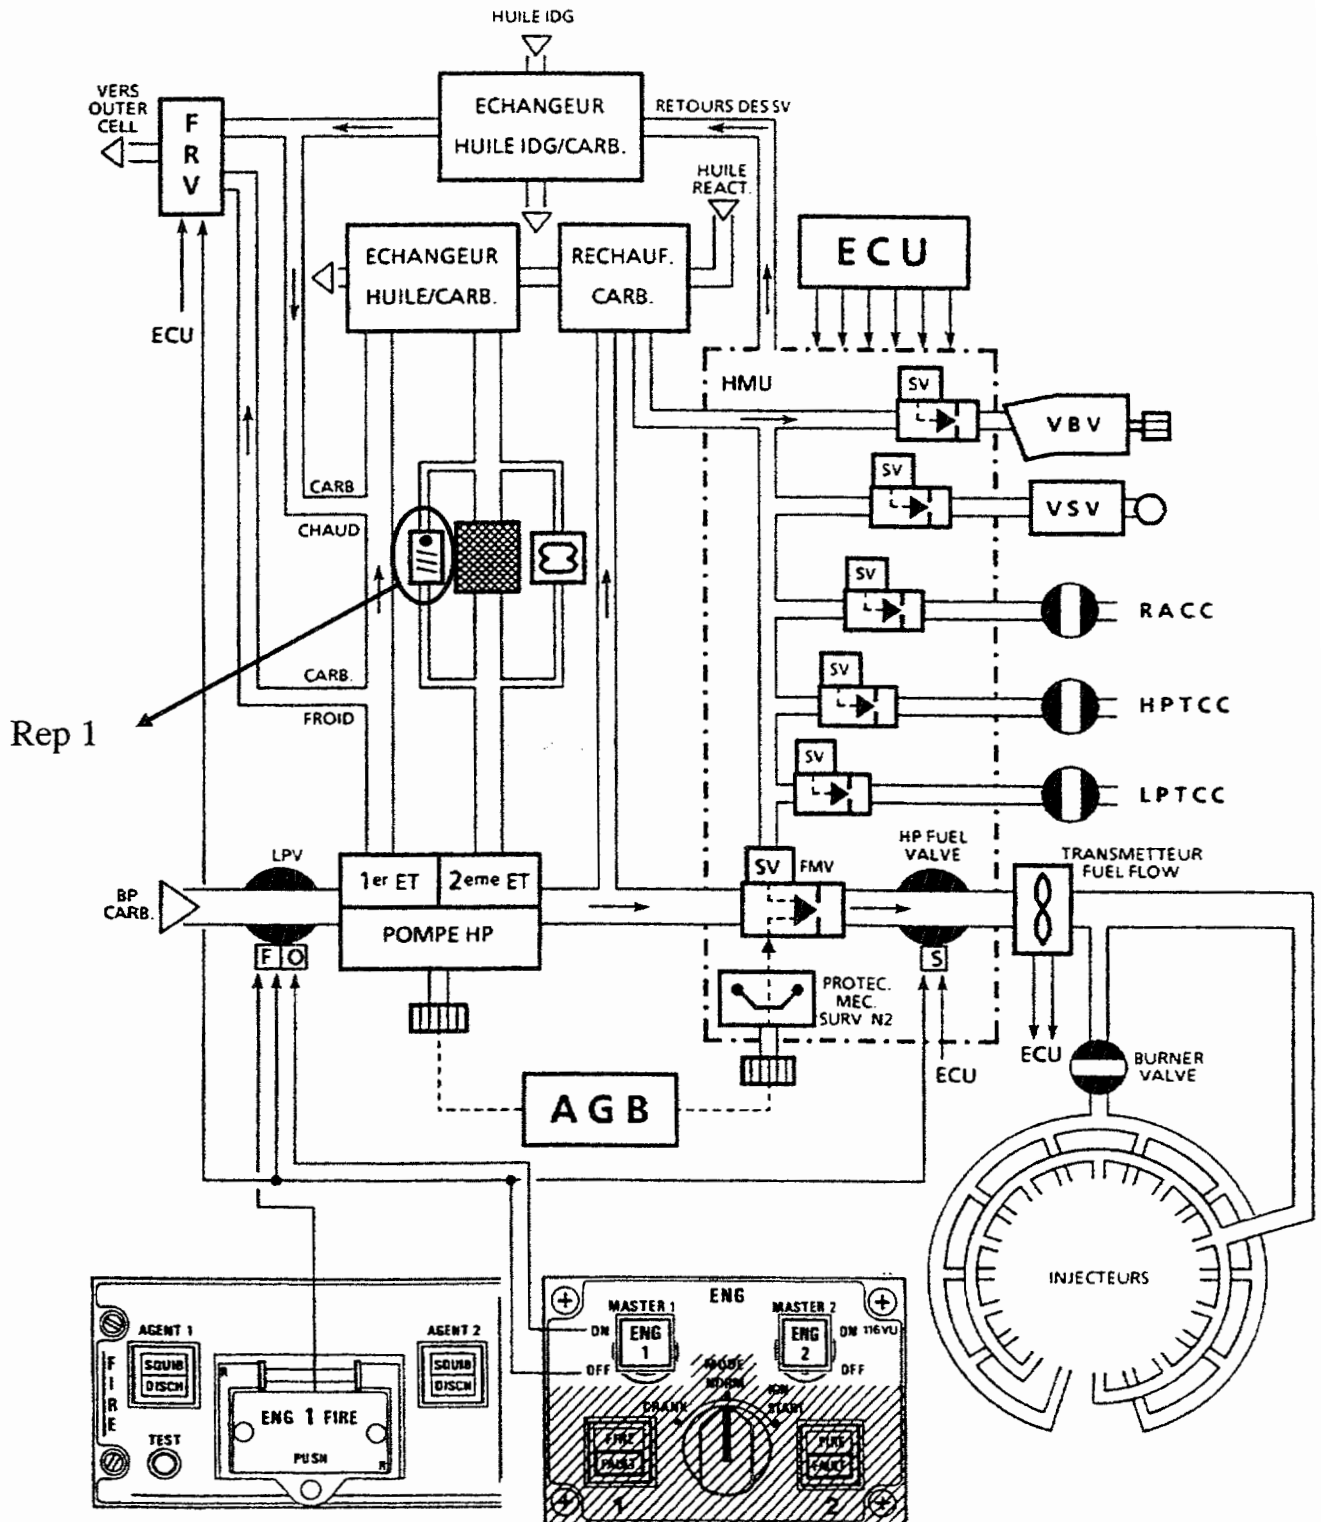 HUILE IDG
VERS
OUTER
CELL
F
R
V
ECHANGEUR
HUILE IDG/CARB.
RETOURS DES SV
HUILE
REACT.
ECHANGEUR
HUILE/CARB.
RECHAUF.
CARB.
ECU
ECU
HMU
SV
VBV
SV
VSV
CARB
CHAUD
SV
RACC
SV
HPTCC
CARB.
FROID
Rep 1
SV
LPTCC
LPV
BP
CARB.
F O
1er ET
2eme ET
POMPE HP
SV
FMV
HP FUEL
VALVE
S
TRANSMETTEUR
FUEL FLOW
PROTEC.
MEC.
SURV N2
ECU
ECU
BURNER
VALVE
AGB
INJECTEURS
AGENT 1
SQUIB
DISCH
FIRE
TEST
R
ENG 1 FIRE
PUSH
R
AGENT 2
SQUIB
DISCH
ENG
MASTER 1
ON
ENG
1
OFF
MASTER 2
ENG
2
ON 116VU
OFF
MODE
NORM
CRANK
IGN
START
FIRE
FAULT
1
FIRE
FAULT
2